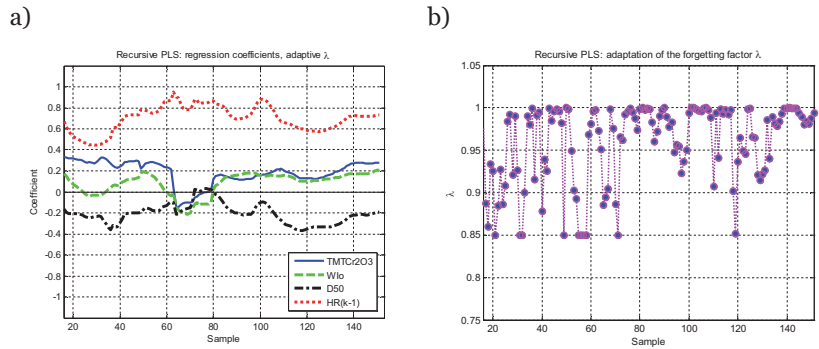 a)
Recursive PLS: regression coefficients, adaptive λ
1
0.8
0.6
0.4
0.2
0
-0.2
-0.4
-0.6
-0.8
-1
Coefficient
20 40 60 80 100 120 140
Sample
TMTCr2O3
WIo
D50
HR(k-1)
b)
Recursive PLS: adaptation of the forgetting factor λ
1.05
1
0.95
0.9
0.85
0.8
0.75
λ
20 40 60 80 100 120 140
Sample